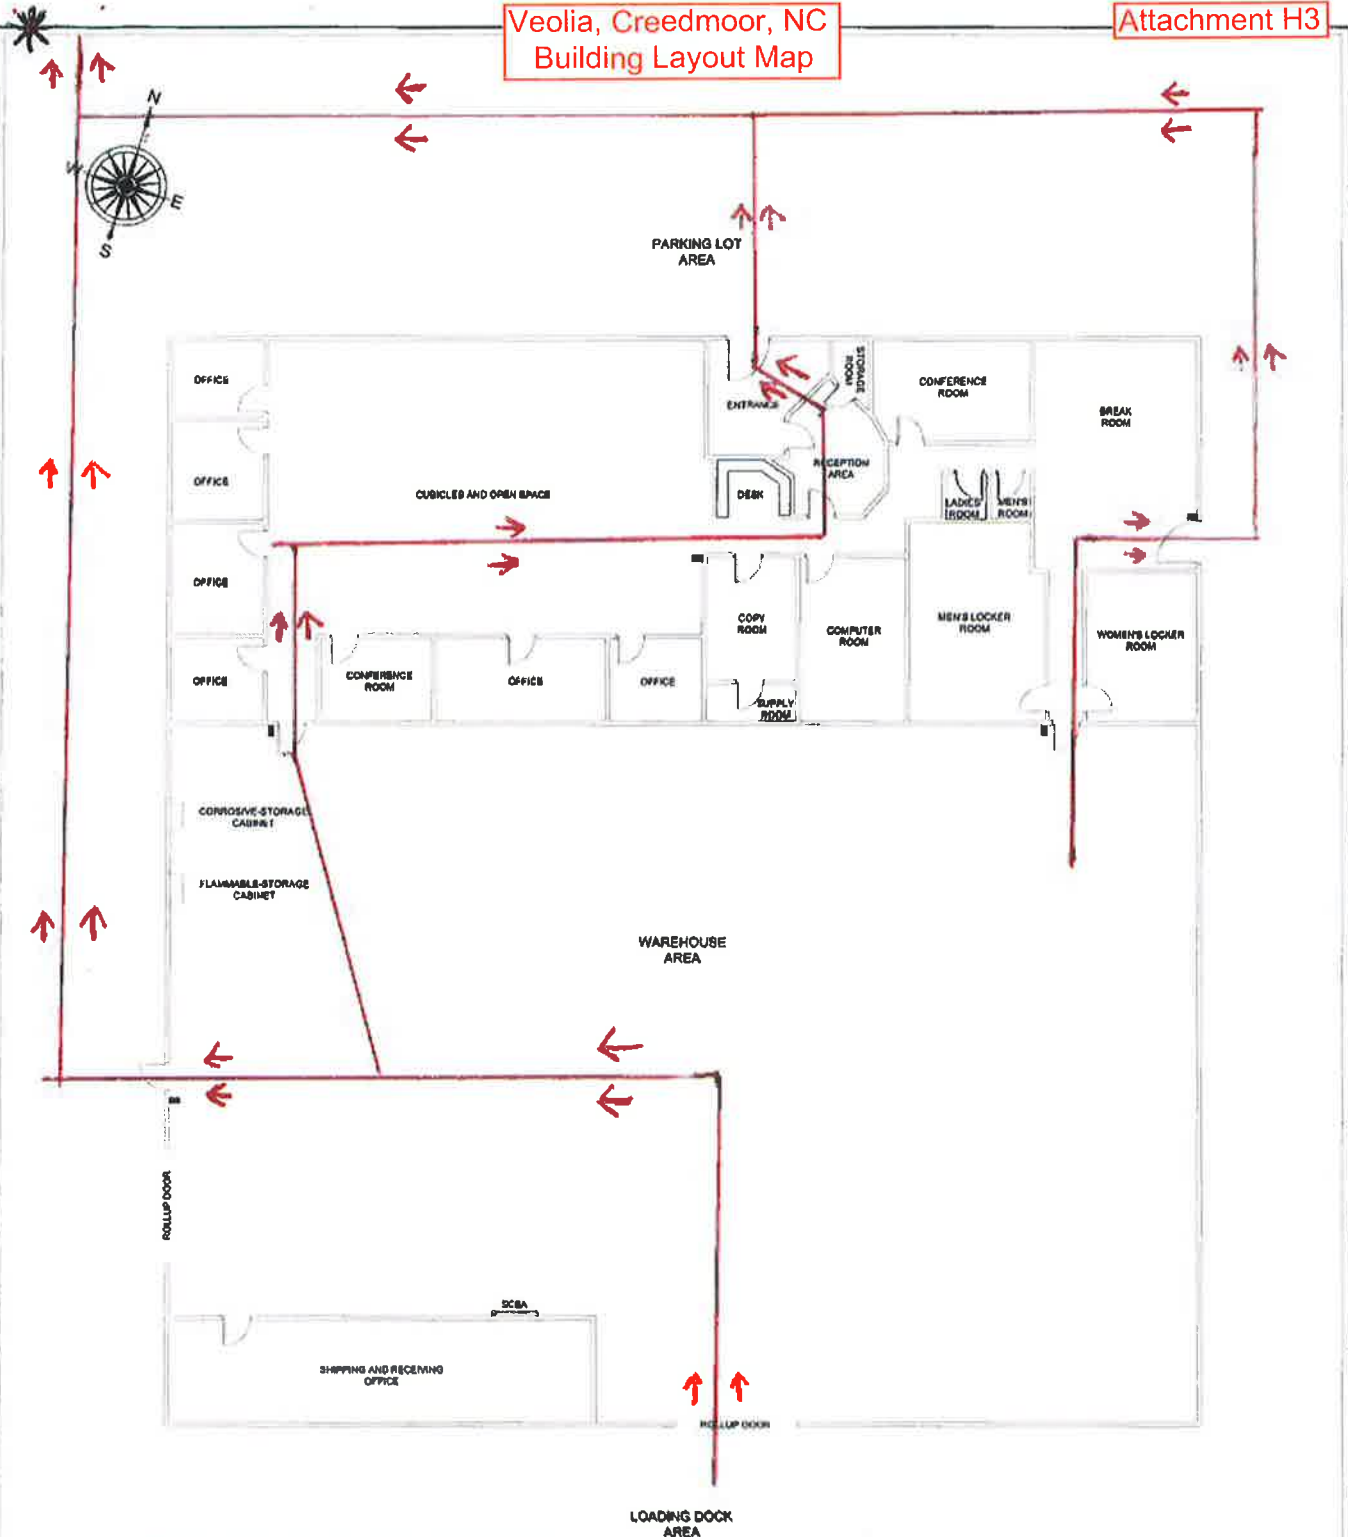 Veolia, Creedmoor, NC
Building Layout Map
Attachment H3
N
W
E
S
PARKING LOT
AREA
OFFICE
STORAGE
ROOM
CONFERENCE
ROOM
ENTRANCE
BREAK
ROOM
OFFICE
CUBICLES AND OPEN SPACE
DESK
RECEPTION
AREA
LADIES
ROOM
MEN'S
ROOM
OFFICE
COPY
ROOM
COMPUTER
ROOM
MEN'S LOCKER
ROOM
WOMEN'S LOCKER
ROOM
OFFICE
CONFERENCE
ROOM
OFFICE
OFFICE
SUPPLY
ROOM
CORROSIVE-STORAGE
CABINET
FLAMMABLE-STORAGE
CABINET
WAREHOUSE
AREA
ROLLUP DOOR
SCBA
SHIPPING AND RECEIVING
OFFICE
ROLLUP DOOR
LOADING DOCK
AREA